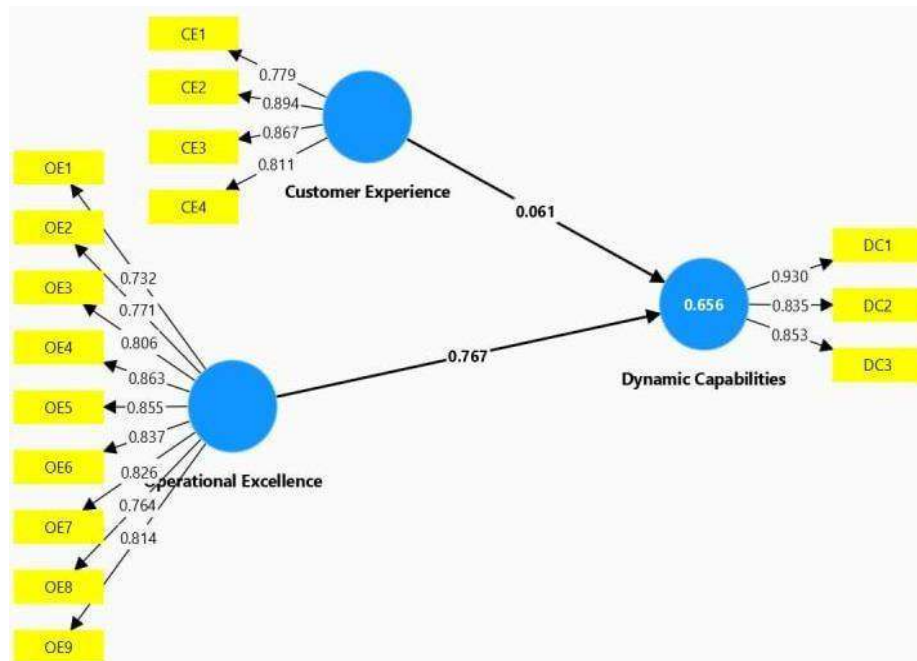 CE1
CE2
CE3
CE4
0.779
0.894
0.867
0.811
Customer Experience
OE1
OE2
OE3
OE4
OE5
OE6
OE7
OE8
OE9
0.732
0.771
0.806
0.863
0.855
0.837
0.826
0.764
0.814
Operational Excellence
0.061
0.767
0.656
Dynamic Capabilities
0.930
0.835
0.853
DC1
DC2
DC3